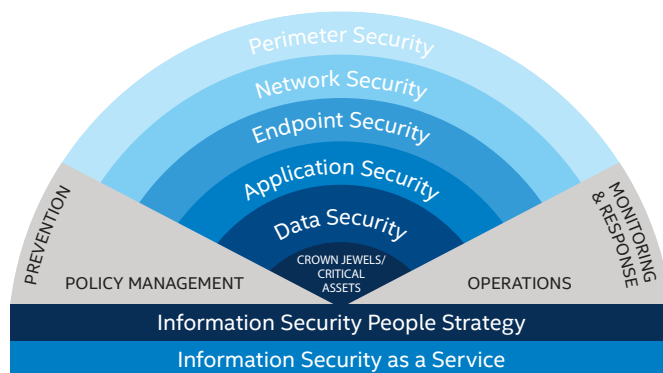 Perimeter Security
Network Security
Endpoint Security
Application Security
Data Security
CROWN JEWELS/
CRITICAL
ASSETS
PREVENTION
POLICY MANAGEMENT
OPERATIONS
MONITORING
& RESPONSE
Information Security People Strategy
Information Security as a Service